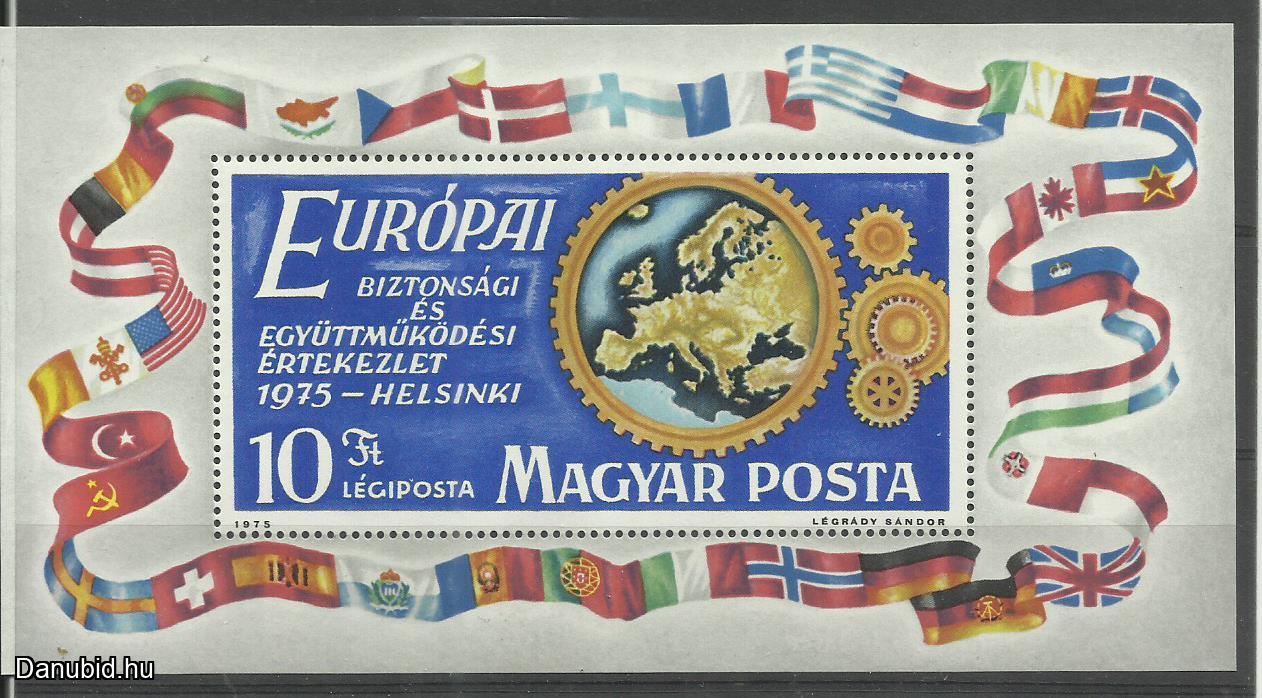 EURÓPAI
BIZTONSÁGI
ÉS
EGYÜTTMŰKÖDÉSI
ÉRTEKEZLET
1975 – HELSINKI
10 Ft
LÉGIPOSTA
MAGYAR POSTA
1975
LÉGRÁDY SÁNDOR
Danubid.hu